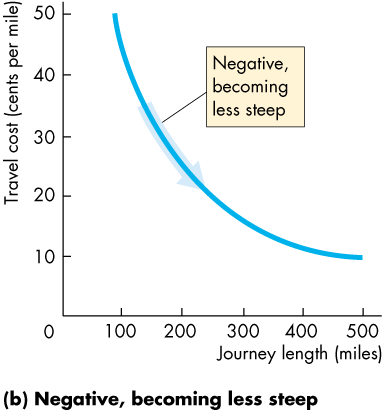 Travel cost (cents per mile)
50
40
30
20
10
0
Negative,
becoming
less steep
100 200 300 400 500
Journey length (miles)
(b) Negative, becoming less steep